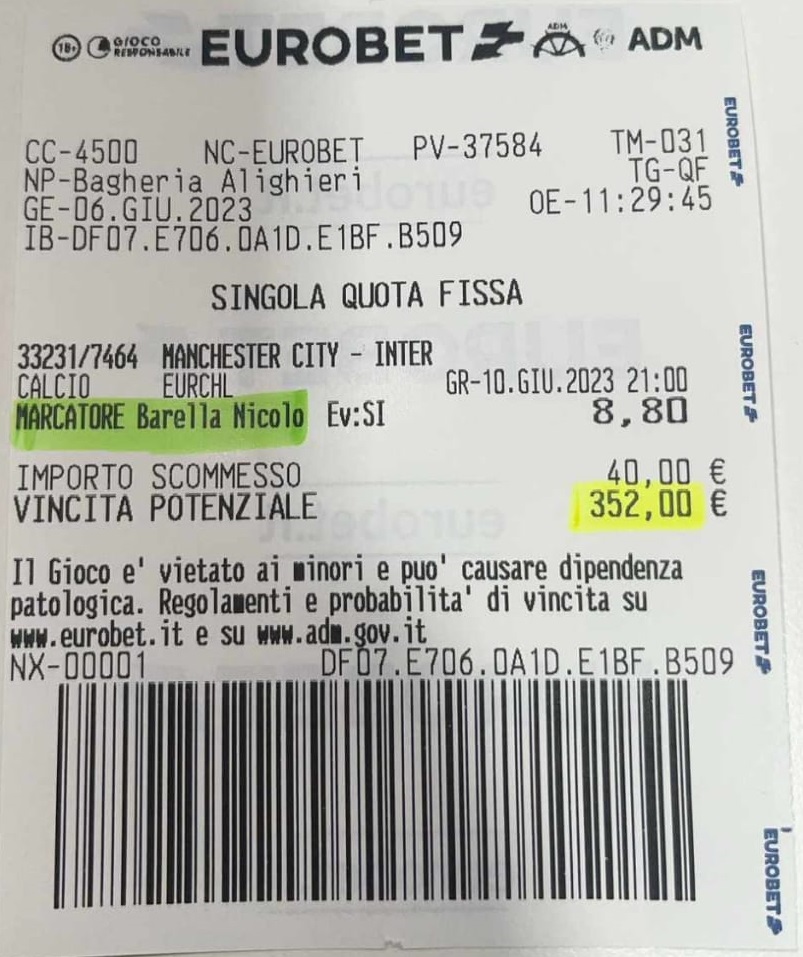 18+ GIOCO RESPONSABILE EUROBET ADM ADM
CC-4500 NC-EUROBET PV-37584 TM-031
NP-Bagheria Alighieri TG-QF
GE-06.GIU.2023 OE-11:29:45
IB-DF07.E706.0A1D.E1BF.B509
SINGOLA QUOTA FISSA
33231/7464 MANCHESTER CITY - INTER
CALCIO EURCHL GR-10.GIU.2023 21:00
MARCATORE Barella Nicolo Ev:SI 8,80
IMPORTO SCOMMESSO 40,00 €
VINCITA POTENZIALE 352,00 €
Il Gioco e' vietato ai minori e puo' causare dipendenza
patologica. Regolamenti e probabilita' di vincita su
www.eurobet.it e su www.adm.gov.it
NX-00001 DF07.E706.0A1D.E1BF.B509
EUROBET
EUROBET
EUROBET
EUROBET